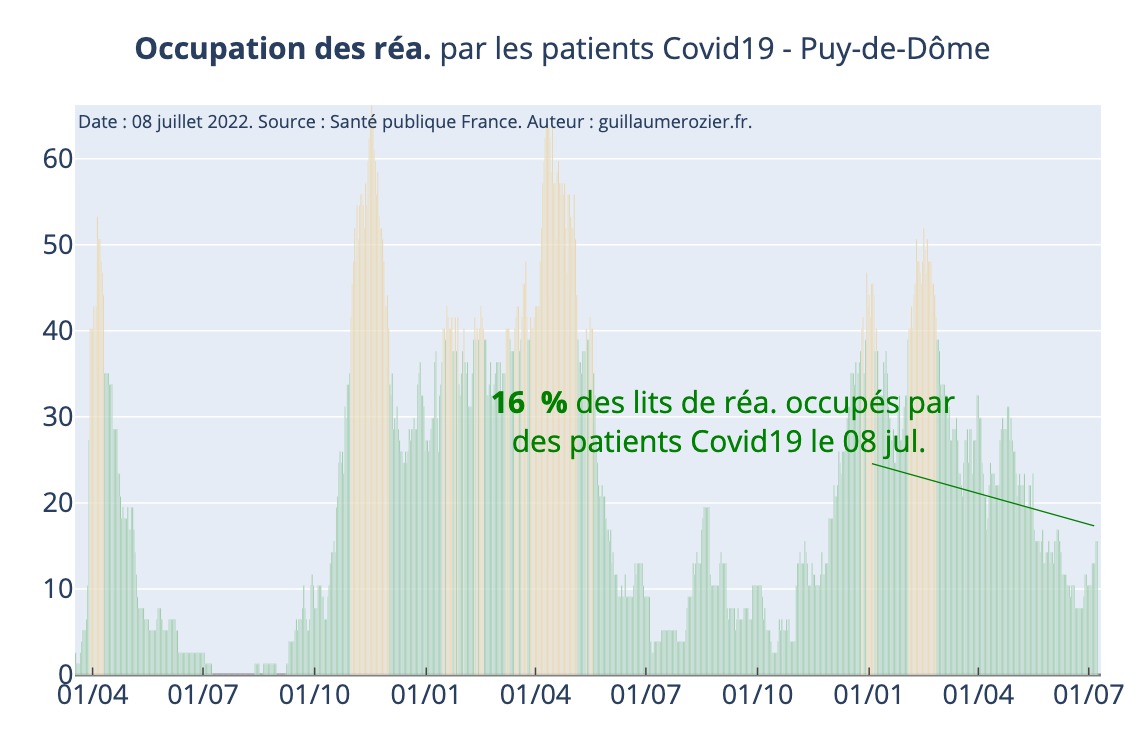 Occupation des réa. par les patients Covid19 - Puy-de-Dôme
Date : 08 juillet 2022. Source : Santé publique France. Auteur : guillaumerozier.fr.
60
50
40
30
20
10
0
16 % des lits de réa. occupés par
des patients Covid19 le 08 jul.
01/04 01/07 01/10 01/01 01/04 01/07 01/10 01/01 01/04 01/07